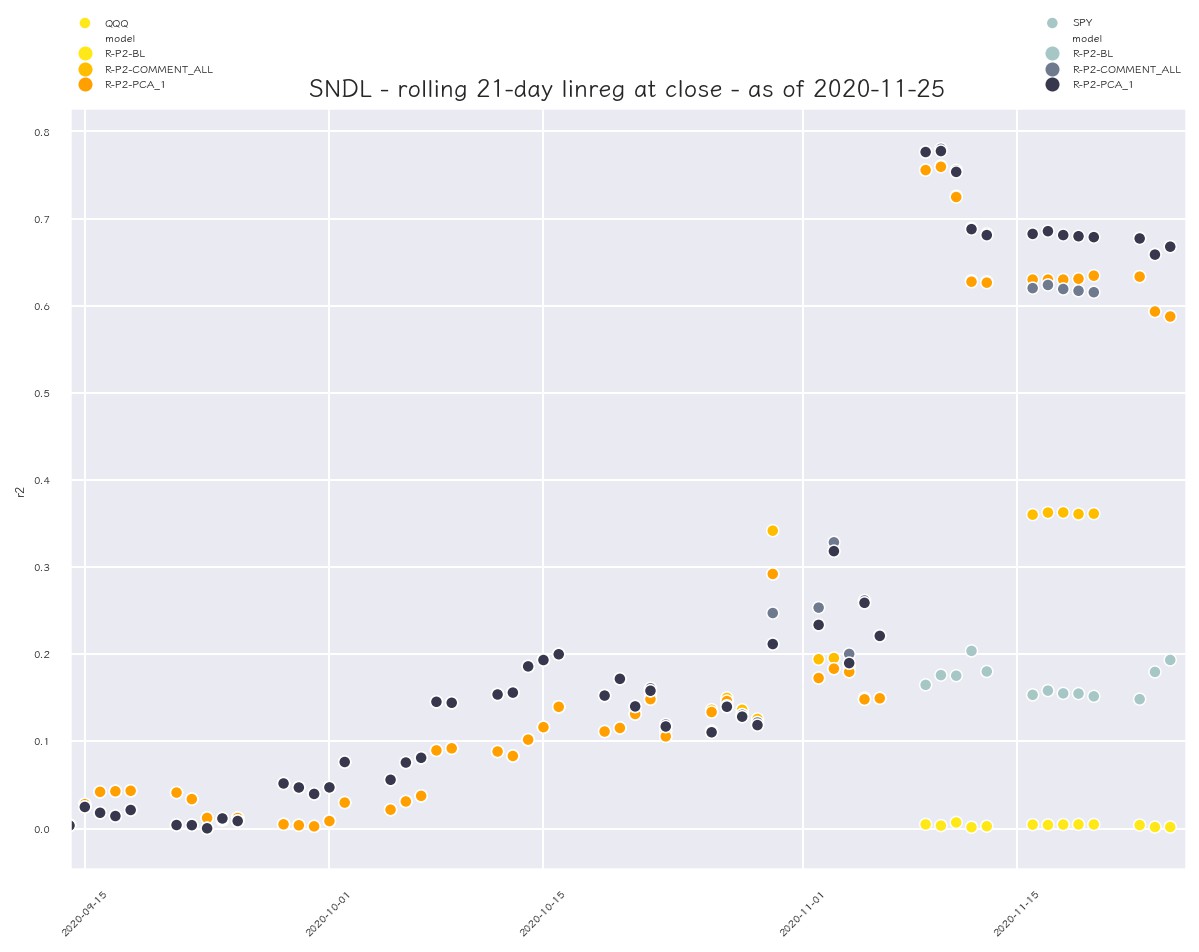 QQQ
model
R-P2-BL
R-P2-COMMENT_ALL
R-P2-PCA_1
SPY
model
R-P2-BL
R-P2-COMMENT_ALL
R-P2-PCA_1
SNDL - rolling 21-day linreg at close - as of 2020-11-25
0.8
0.7
0.6
0.5
0.4
0.3
0.2
0.1
0.0
r2
2020-09-15
2020-10-01
2020-10-15
2020-11-01
2020-11-15